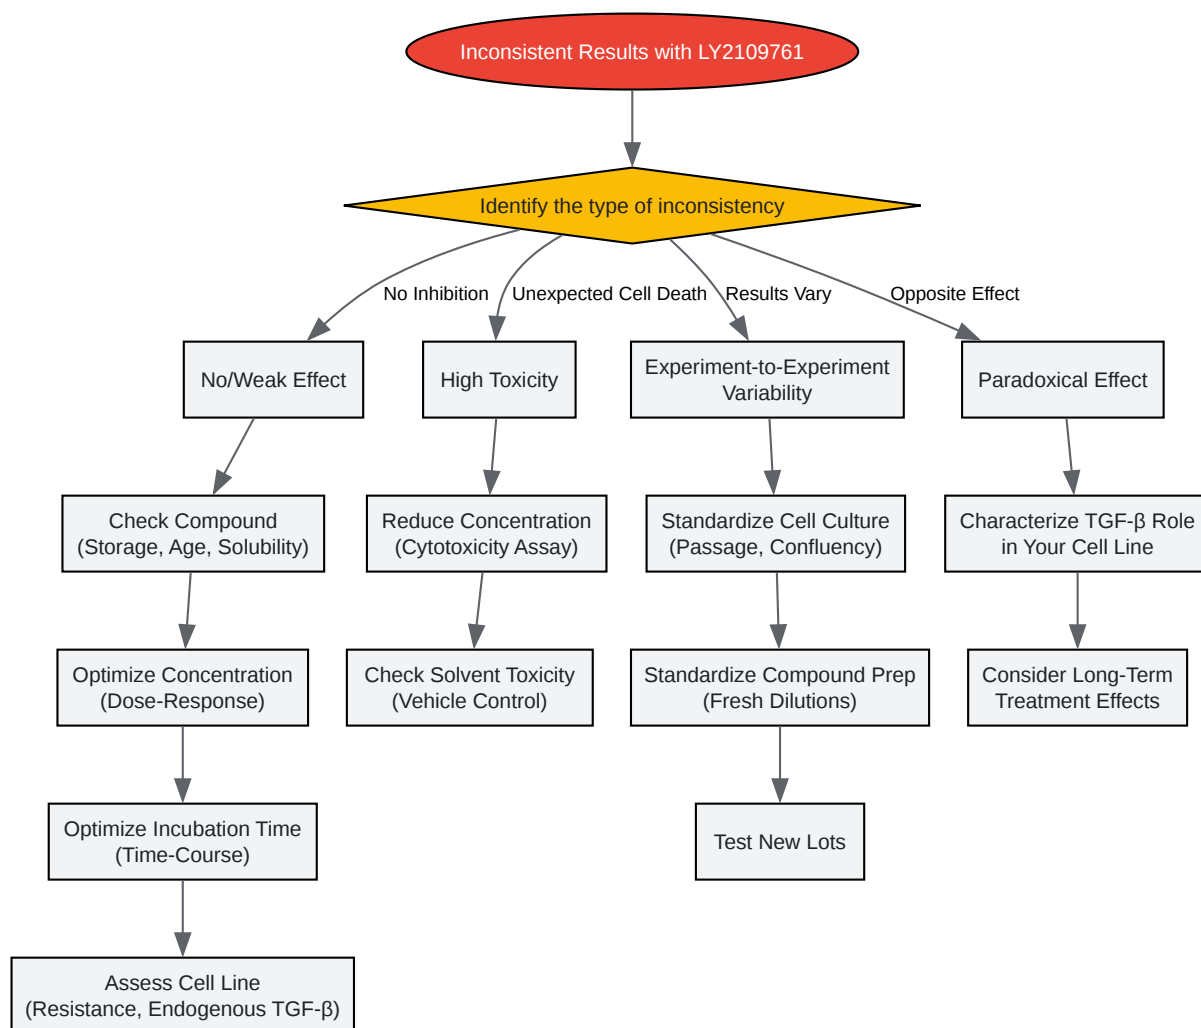 Inconsistent Results with LY2109761
Identify the type of inconsistency
No Inhibition
Unexpected Cell Death
Results Vary
Opposite Effect
No/Weak Effect
High Toxicity
Experiment-to-Experiment
Variability
Paradoxical Effect
Check Compound
(Storage, Age, Solubility)
Reduce Concentration
(Cytotoxicity Assay)
Standardize Cell Culture
(Passage, Confluency)
Characterize TGF-β Role
in Your Cell Line
Optimize Concentration
(Dose-Response)
Check Solvent Toxicity
(Vehicle Control)
Standardize Compound Prep
(Fresh Dilutions)
Consider Long-Term
Treatment Effects
Optimize Incubation Time
(Time-Course)
Test New Lots
Assess Cell Line
(Resistance, Endogenous TGF-β)